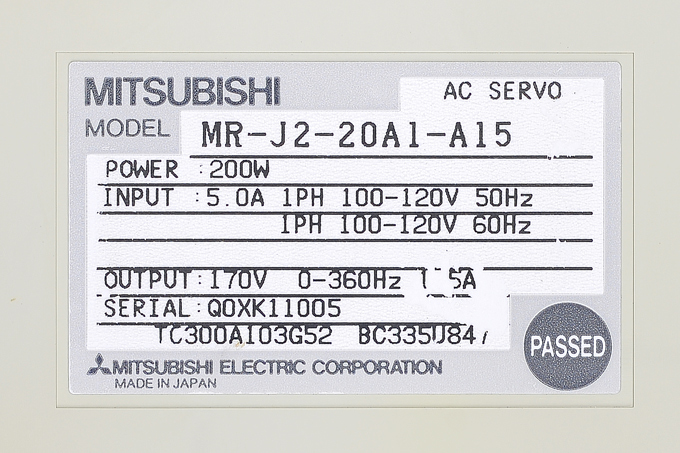 MITSUBISHI AC SERVO
MODEL MR-J2-20A1-A15
POWER :200W
INPUT :5.0A 1PH 100-120V 50Hz
1PH 100-120V 60Hz
OUTPUT:170V 0-360Hz
SERIAL:Q0XK11005
TC300A103G52
PASSED
MITSUBISHI ELECTRIC CORPORATION
MADE IN JAPAN